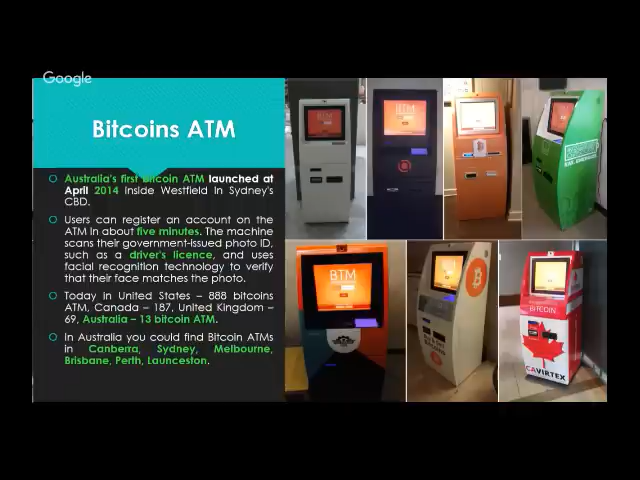 Google
Bitcoins ATM
Australia's first bitcoin ATM launched at
April 2014 inside Westfield in Sydney's
CBD.
Users can register an account on the
ATM in about five minutes. The machine
scans their government-issued photo ID,
such as a driver's licence, and uses
facial recognition technology to verify
that their face matches the photo.
Today in United States – 888 bitcoins
ATM, Canada – 187, United Kingdom –
69, Australia – 13 bitcoin ATM.
In Australia you could find Bitcoin ATMs
in Canberra, Sydney, Melbourne,
Brisbane, Perth, Launceston.
BTM
BTM
BTM
BITCOIN
CAVIRTEX